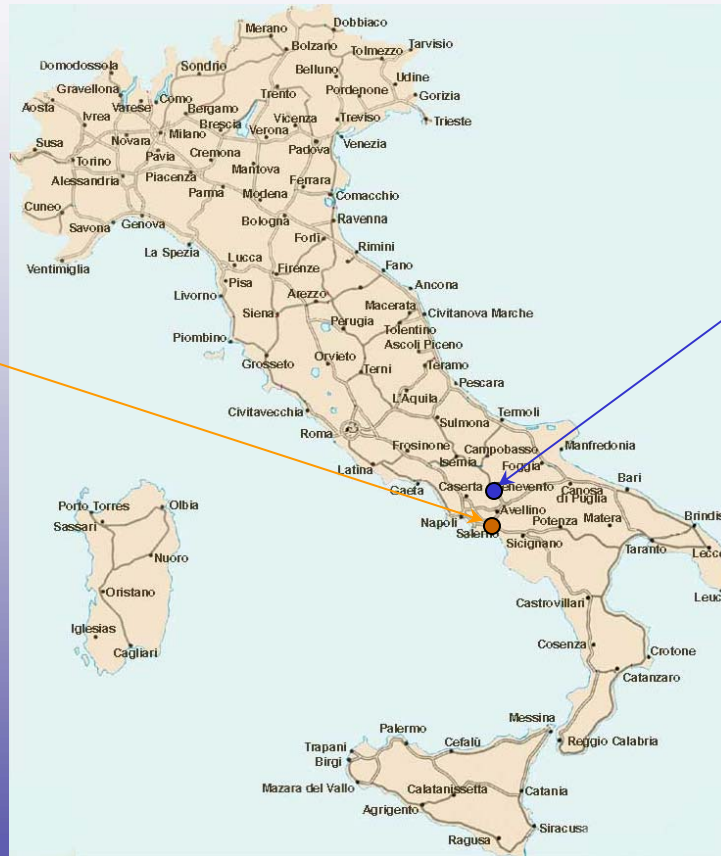 Dobbiaco
Merano
Bolzano
Tarvisio
Tolmezzo
Domodossola
Sondrio
Belluno
Udine
Gravellona
Trento
Pordenone
Gorizia
Aosta
Varese
Como
Bergamo
Ivrea
Brescia
Vicenza
Treviso
Trieste
Novara
Milano
Verona
Susa
Pavia
Cremona
Padova
Venezia
Torino
Mantova
Alessandria
Piacenza
Parma
Modena
Ferrara
Comacchio
Cuneo
Savona
Genova
Bologna
Ravenna
La Spezia
Forlì
Rimini
Ventimiglia
Lucca
Firenze
Fano
Pisa
Ancona
Livorno
Arezzo
Macerata
Siena
Civitanova Marche
Perugia
Tolentino
Piombino
Ascoli Piceno
Grosseto
Orvieto
Terni
Teramo
Pescara
L'Aquila
Civitavecchia
Sulmona
Termoli
Roma
Frosinone
Campobasso
Manfredonia
Latina
Isernia
Foggia
Gaeta
Caserta
enevento
Canosa
di Puglia
Bari
Porto Torres
Olbia
Avellino
Sassari
Napoli
Salerno
Potenza
Matera
Brindis
Sicignano
Taranto
Lecce
Nuoro
Oristano
Castrovillari
Leuc
Iglesias
Cosenza
Crotone
Cagliari
Catanzaro
Messina
Palermo
Trapani
Cefalù
Reggio Calabria
Birgi
Mazara del Vallo
Calatanissetta
Catania
Agrigento
Siracusa
Ragusa